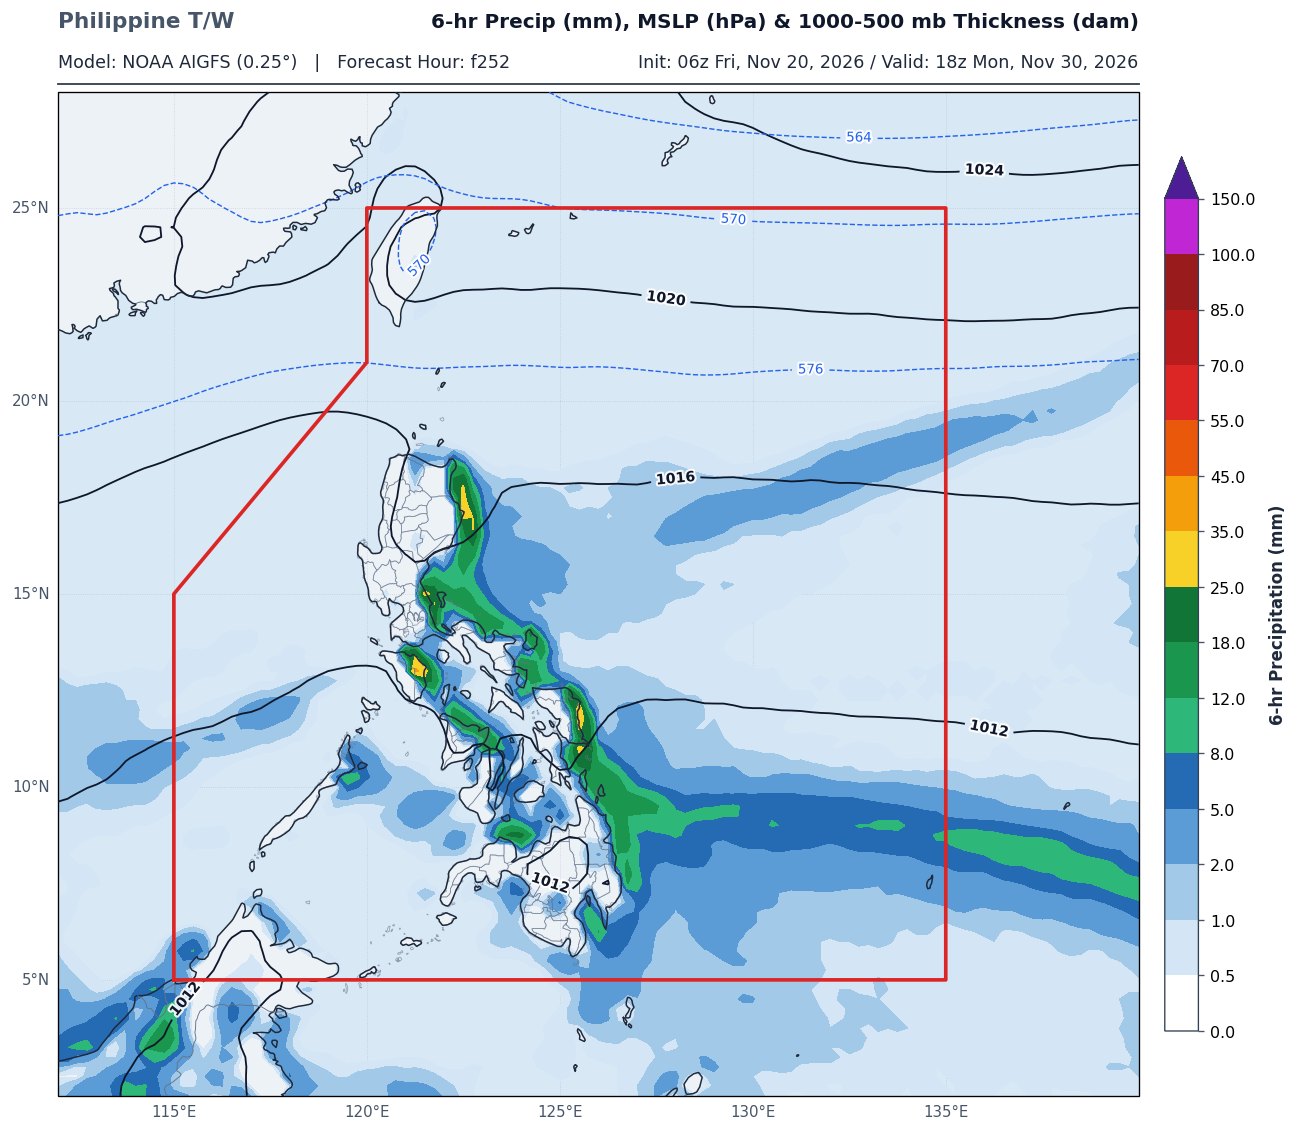 Philippine T/W
6-hr Precip (mm), MSLP (hPa) & 1000-500 mb Thickness (dam)
Model: NOAA AIGFS (0.25°)   |   Forecast Hour: f252
Init: 06z Fri, Nov 20, 2026 / Valid: 18z Mon, Nov 30, 2026
564
1024
25°N
570
570
1020
576
20°N
1016
15°N
1012
10°N
1012
5°N
1012
115°E
120°E
125°E
130°E
135°E
150.0
100.0
85.0
70.0
55.0
45.0
35.0
25.0
18.0
12.0
8.0
5.0
2.0
1.0
0.5
0.0
6-hr Precipitation (mm)